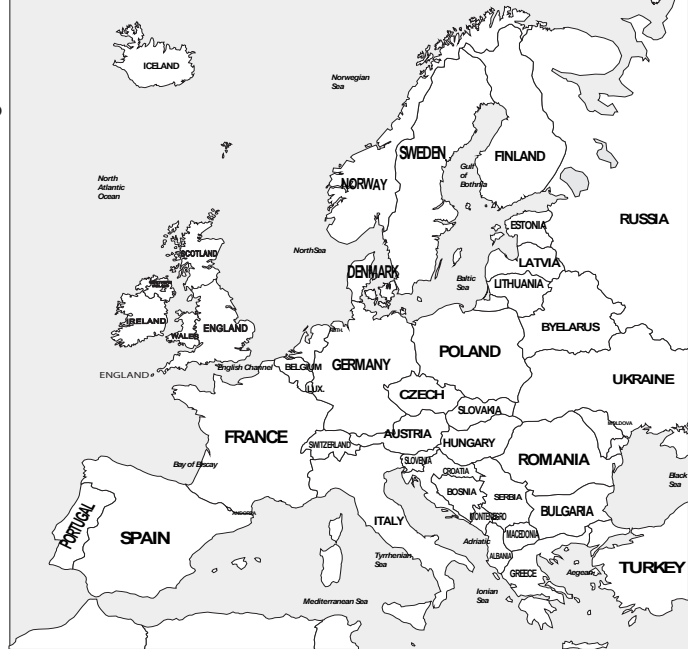 ICELAND
Norwegian
Sea
SWEDEN
FINLAND
Gulf
of
Bothnia
NORWAY
North
Atlantic
Ocean
RUSSIA
ESTONIA
SCOTLAND
NorthSea
LATVIA
DENMARK
Baltic
Sea
LITHUANIA
IRELAND
WALES
ENGLAND
BYELARUS
POLAND
GERMANY
English Channel
BELGIUM
ENGLAND
UKRAINE
LUX.
CZECH
SLOVAKIA
MOLDOVA
FRANCE
AUSTRIA
HUNGARY
SWITZERLAND
SLOVENIA
ROMANIA
Bay of Biscay
CROATIA
Black
Sea
BOSNIA
SERBIA
ANDORRA
PORTUGAL
SPAIN
ITALY
MONTENEGRO
BULGARIA
MACEDONIA
Adriatic
Tyrrhenian
Sea
ALBANIA
GREECE
Aegean
TURKEY
Ionian
Sea
Mediterranean Sea